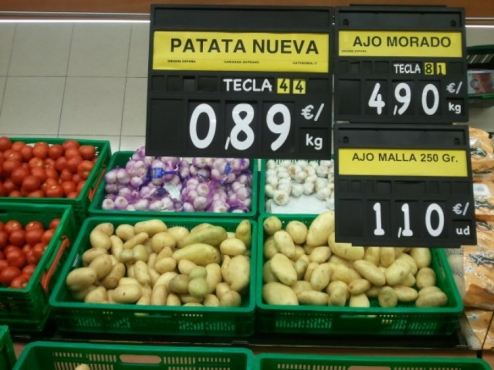 PATATA NUEVA
TECLA 44
0,89 €/kg
AJO MORADO
TECLA 81
4,90 €/kg
AJO MALLA 250 Gr.
1,10 €/ud